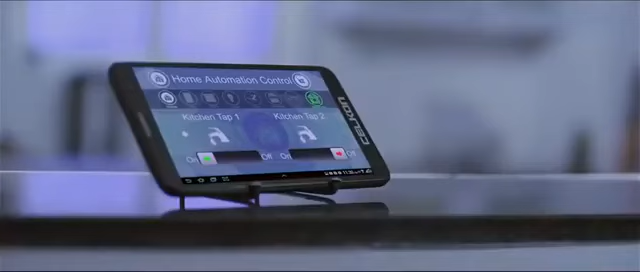 Home Automation Control
Kitchen Tap 1 Kitchen Tap 2
On Off On Off
CELKON